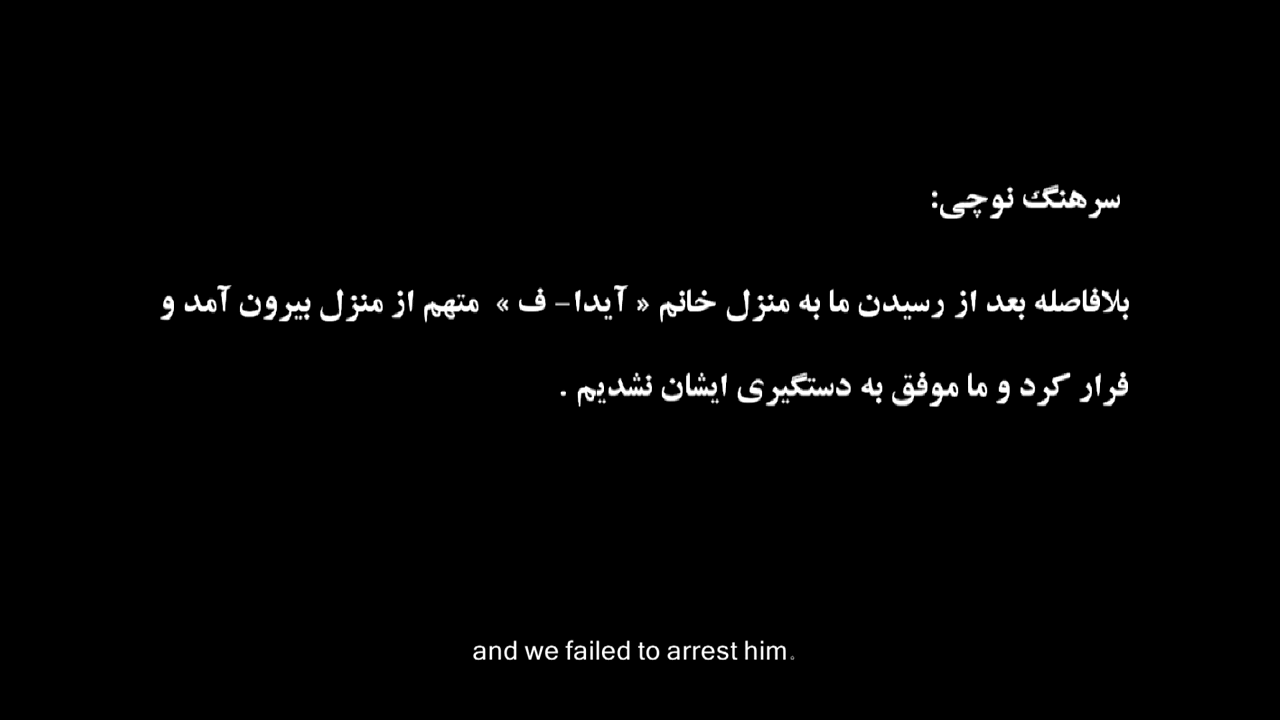 سرهنگ نوچی:
بلافاصله بعد از رسیدن ما به منزل خانم « آیدا- ف » متهم از منزل بیرون آمد و
فرار کرد و ما موفق به دستگیری ایشان نشدیم .
and we failed to arrest him.